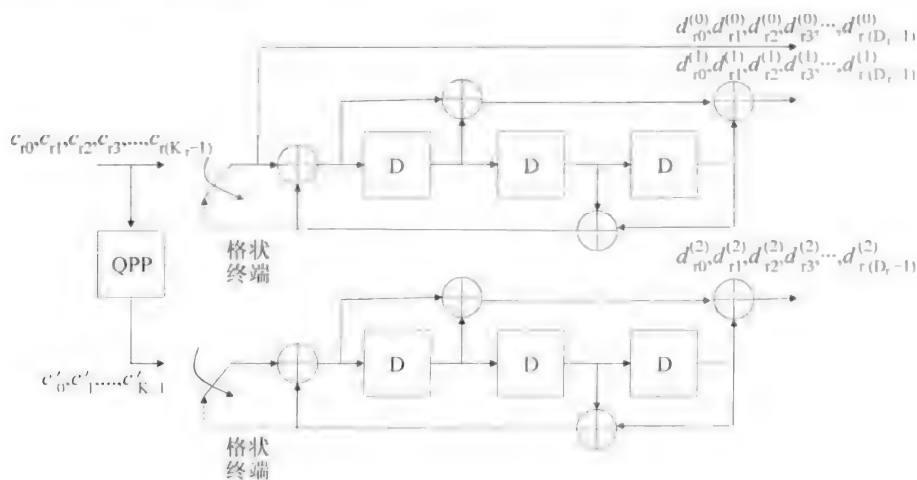 d_{r0}^{(0)},d_{r1}^{(0)},d_{r2}^{(0)},d_{r3}^{(0)},…,d_{r(D_r-1)}^{(0)}
d_{r0}^{(1)},d_{r1}^{(1)},d_{r2}^{(1)},d_{r3}^{(1)},…,d_{r(D_r-1)}^{(1)}
c_{r0},c_{r1},c_{r2},c_{r3},...,c_{r(K_r-1)}
D
D
D
格状
终端
QPP
d_{r0}^{(2)},d_{r1}^{(2)},d_{r2}^{(2)},d_{r3}^{(2)},…,d_{r(D_r-1)}^{(2)}
D
D
D
c'_0,c'_1,...,c'_{K-1}
格状
终端